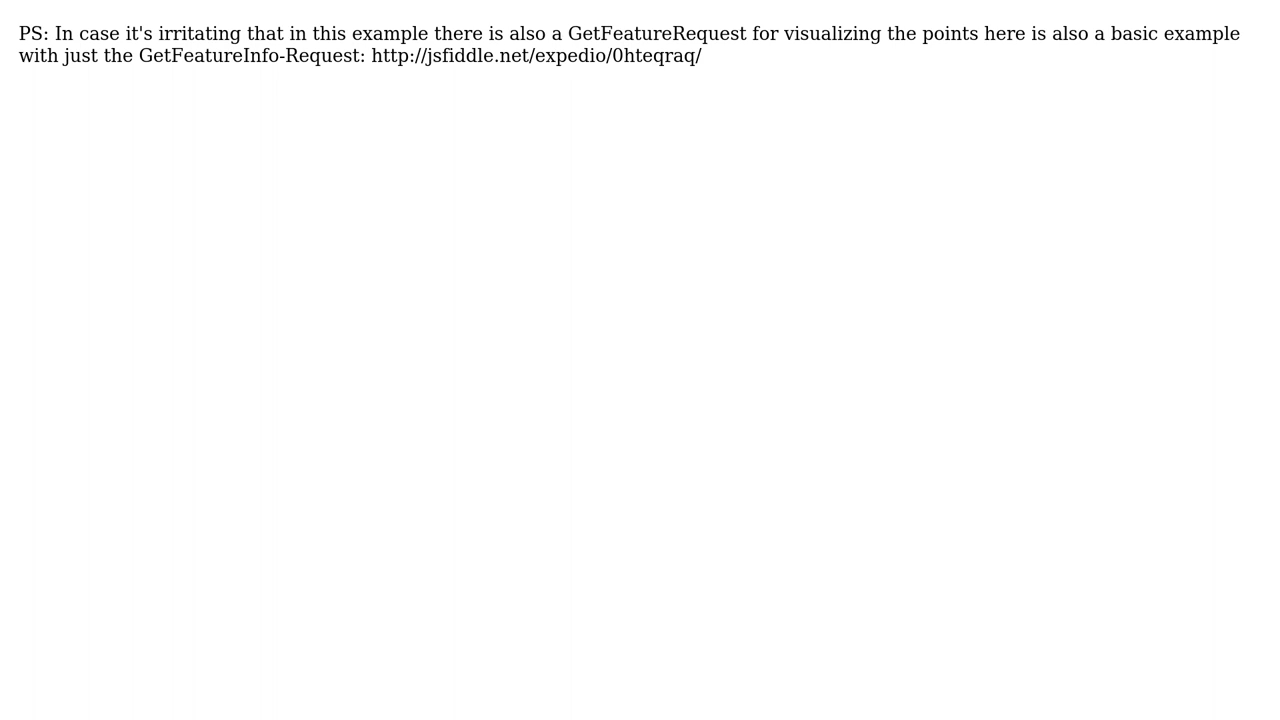 PS: In case it's irritating that in this example there is also a GetFeatureRequest for visualizing the points here is also a basic example
with just the GetFeatureInfo-Request: http://jsfiddle.net/expedio/0hteqraq/